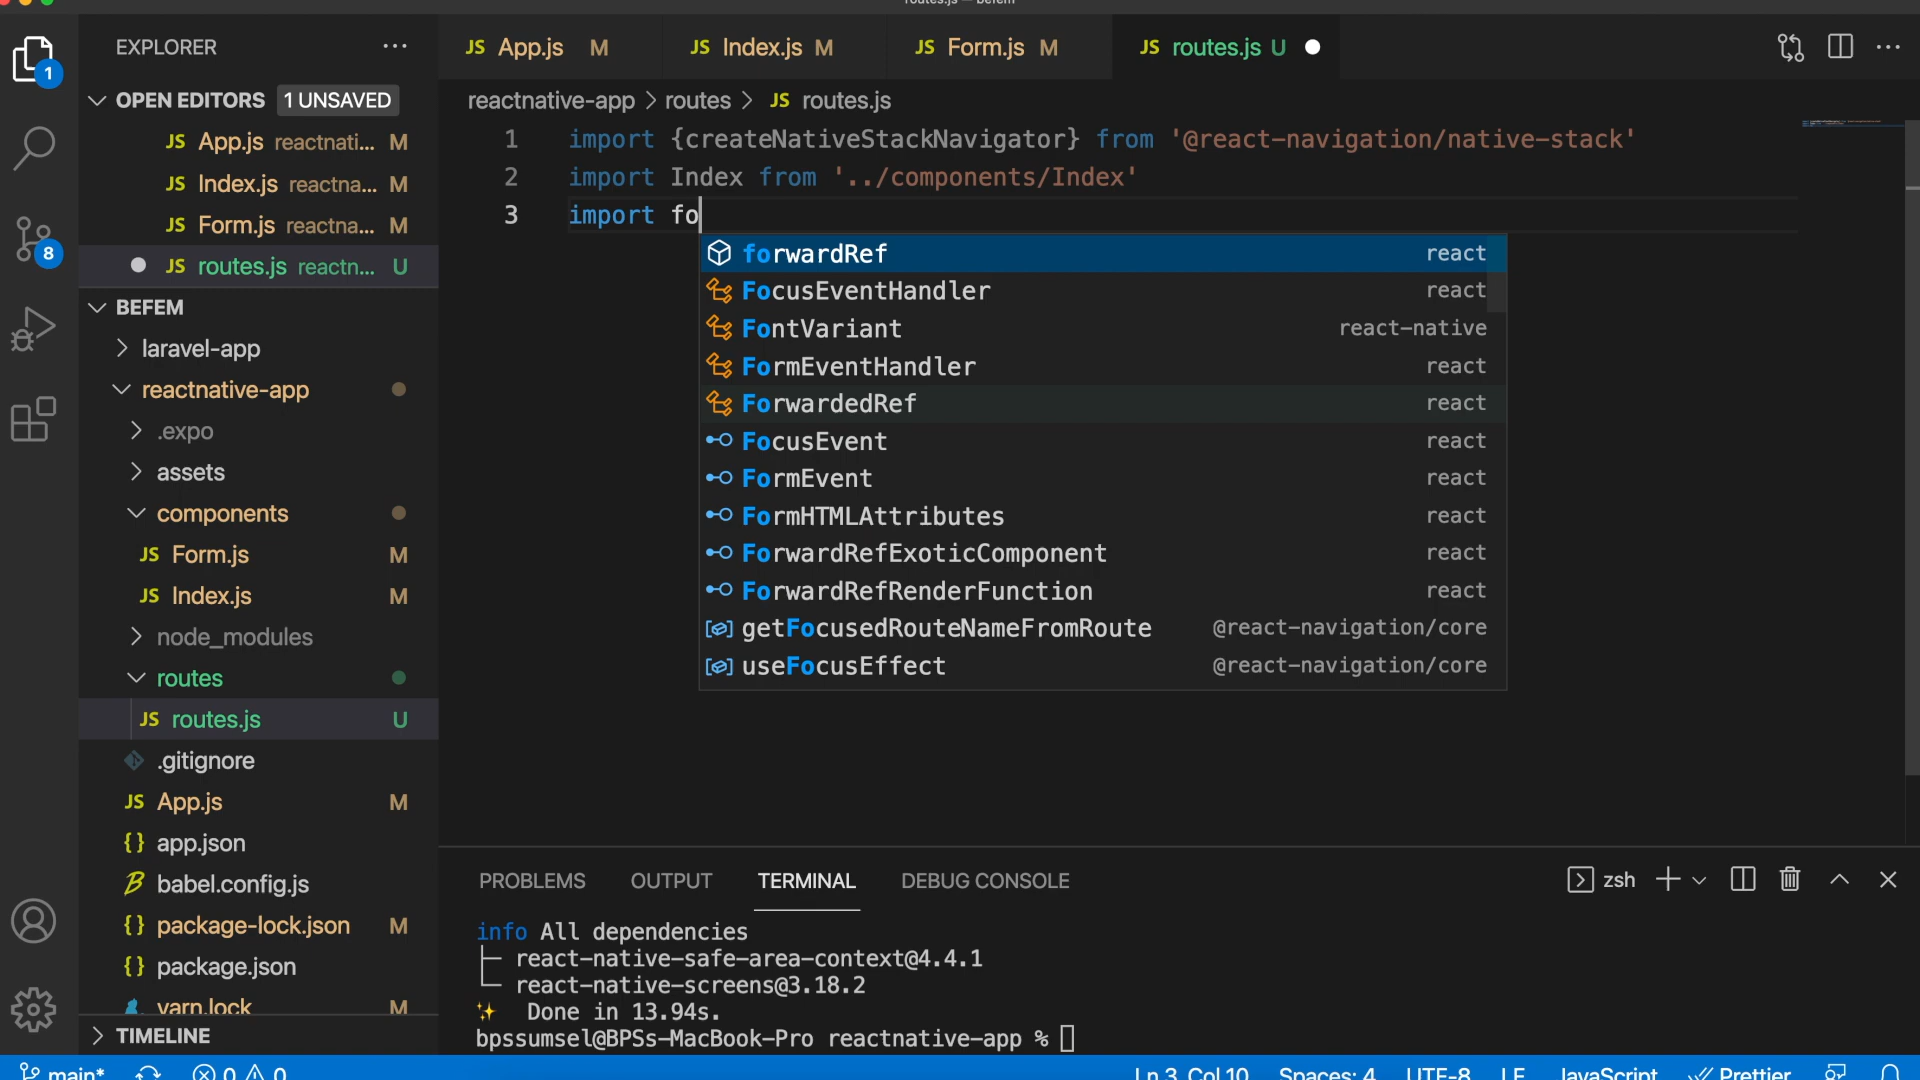 routes.js — befem
EXPLORER
OPEN EDITORS 1 UNSAVED
JS App.js reactnati... M
JS Index.js reactna... M
JS Form.js reactna... M
JS routes.js reactn... U
BEFEM
laravel-app
reactnative-app
.expo
assets
components
JS Form.js M
JS Index.js M
node_modules
routes
JS routes.js U
.gitignore
JS App.js M
{} app.json
babel.config.js
{} package-lock.json M
{} package.json
yarn.lock M
TIMELINE
1
8
JS App.js M
JS Index.js M
JS Form.js M
JS routes.js U
reactnative-app > routes > JS routes.js
1 import {createNativeStackNavigator} from '@react-navigation/native-stack'
2 import Index from '../components/Index'
3 import fo
forwardRef react
FocusEventHandler react
FontVariant react-native
FormEventHandler react
ForwardedRef react
FocusEvent react
FormEvent react
FormHTMLAttributes react
ForwardRefExoticComponent react
ForwardRefRenderFunction react
getFocusedRouteNameFromRoute @react-navigation/core
useFocusEffect @react-navigation/core
PROBLEMS OUTPUT TERMINAL DEBUG CONSOLE
zsh
info All dependencies
├─ react-native-safe-area-context@4.4.1
└─ react-native-screens@3.18.2
✨ Done in 13.94s.
bpssumsel@BPSs-MacBook-Pro reactnative-app %
main* 0 0 Ln 3, Col 10 Spaces: 4 UTF-8 LF JavaScript Prettier